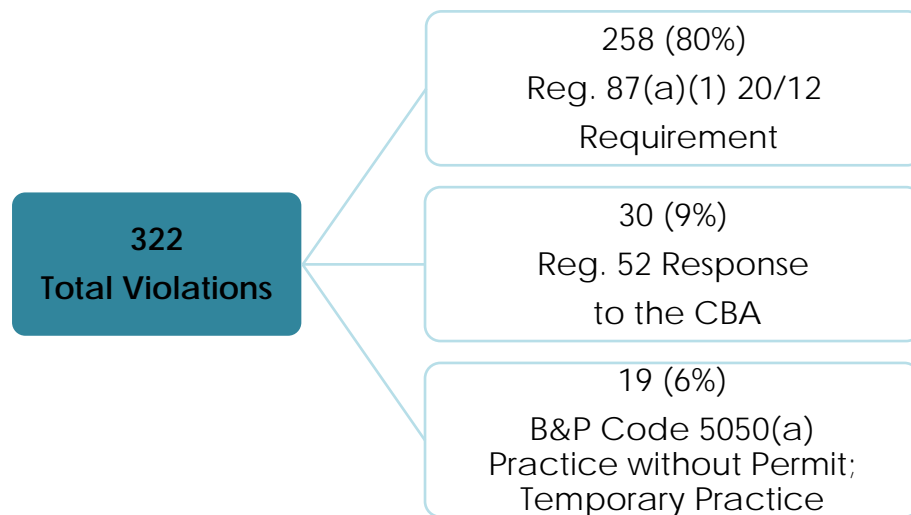 322
Total Violations
258 (80%)
Reg. 87(a)(1) 20/12
Requirement
30 (9%)
Reg. 52 Response
to the CBA
19 (6%)
B&P Code 5050(a)
Practice without Permit;
Temporary Practice